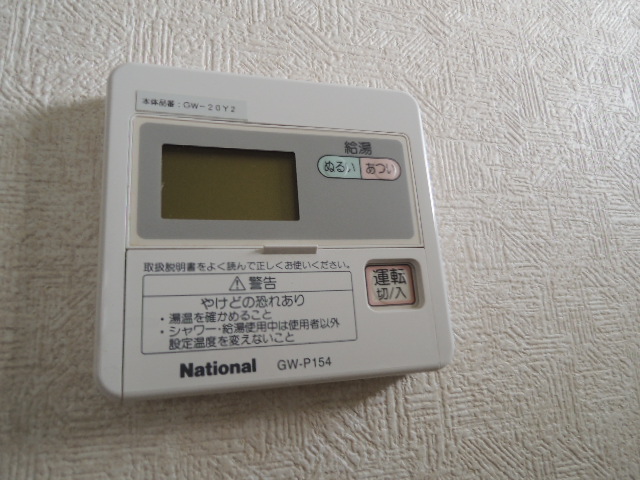 本体品番：GW－20Y2
給湯
ぬるい あつい
取扱説明書をよく読んで正しくお使いください。
⚠警告
やけどの恐れあり
・湯温を確かめること
・シャワー・給湯使用中は使用者以外
設定温度を変えないこと
運転
切/入
National GW-P154